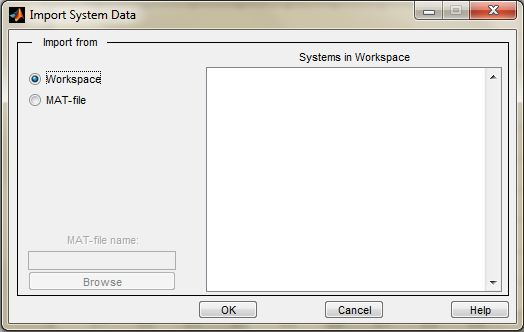 Import System Data
Import from
Systems in Workspace
Workspace
MAT-file
MAT-file name:
Browse
OK
Cancel
Help